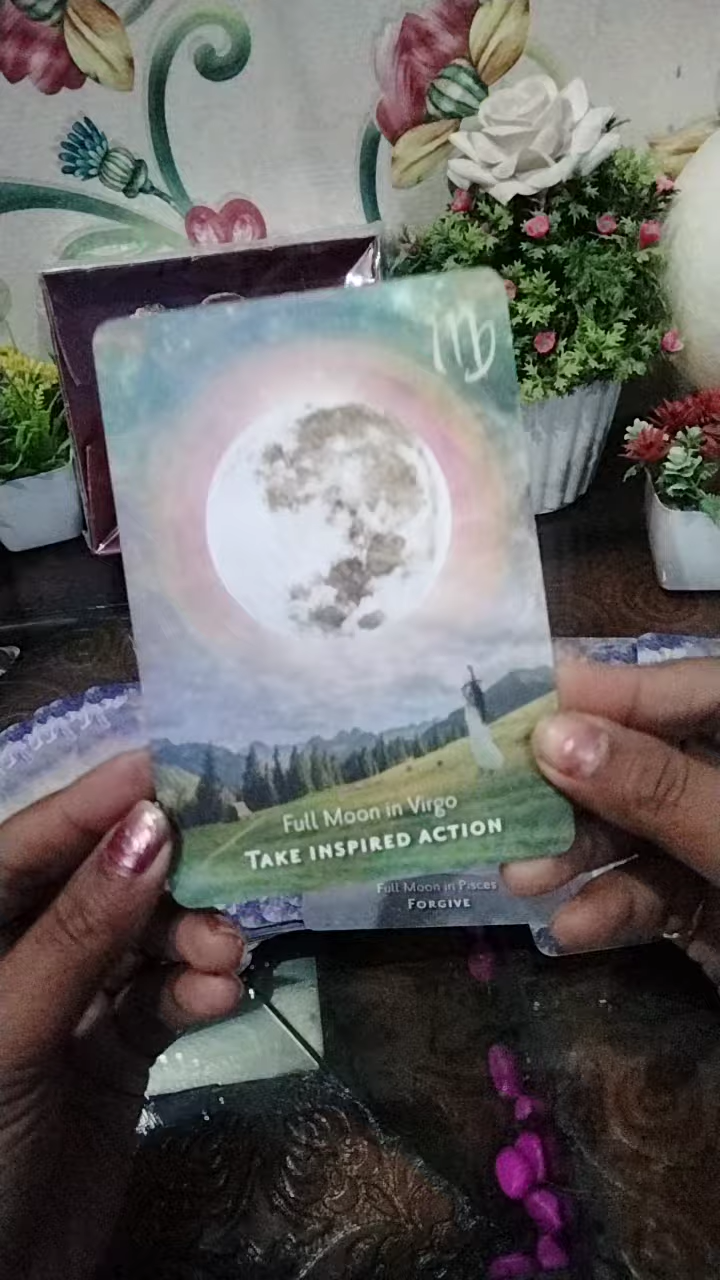 Full Moon in Virgo
TAKE INSPIRED ACTION
Full Moon in Pisces
FORGIVE